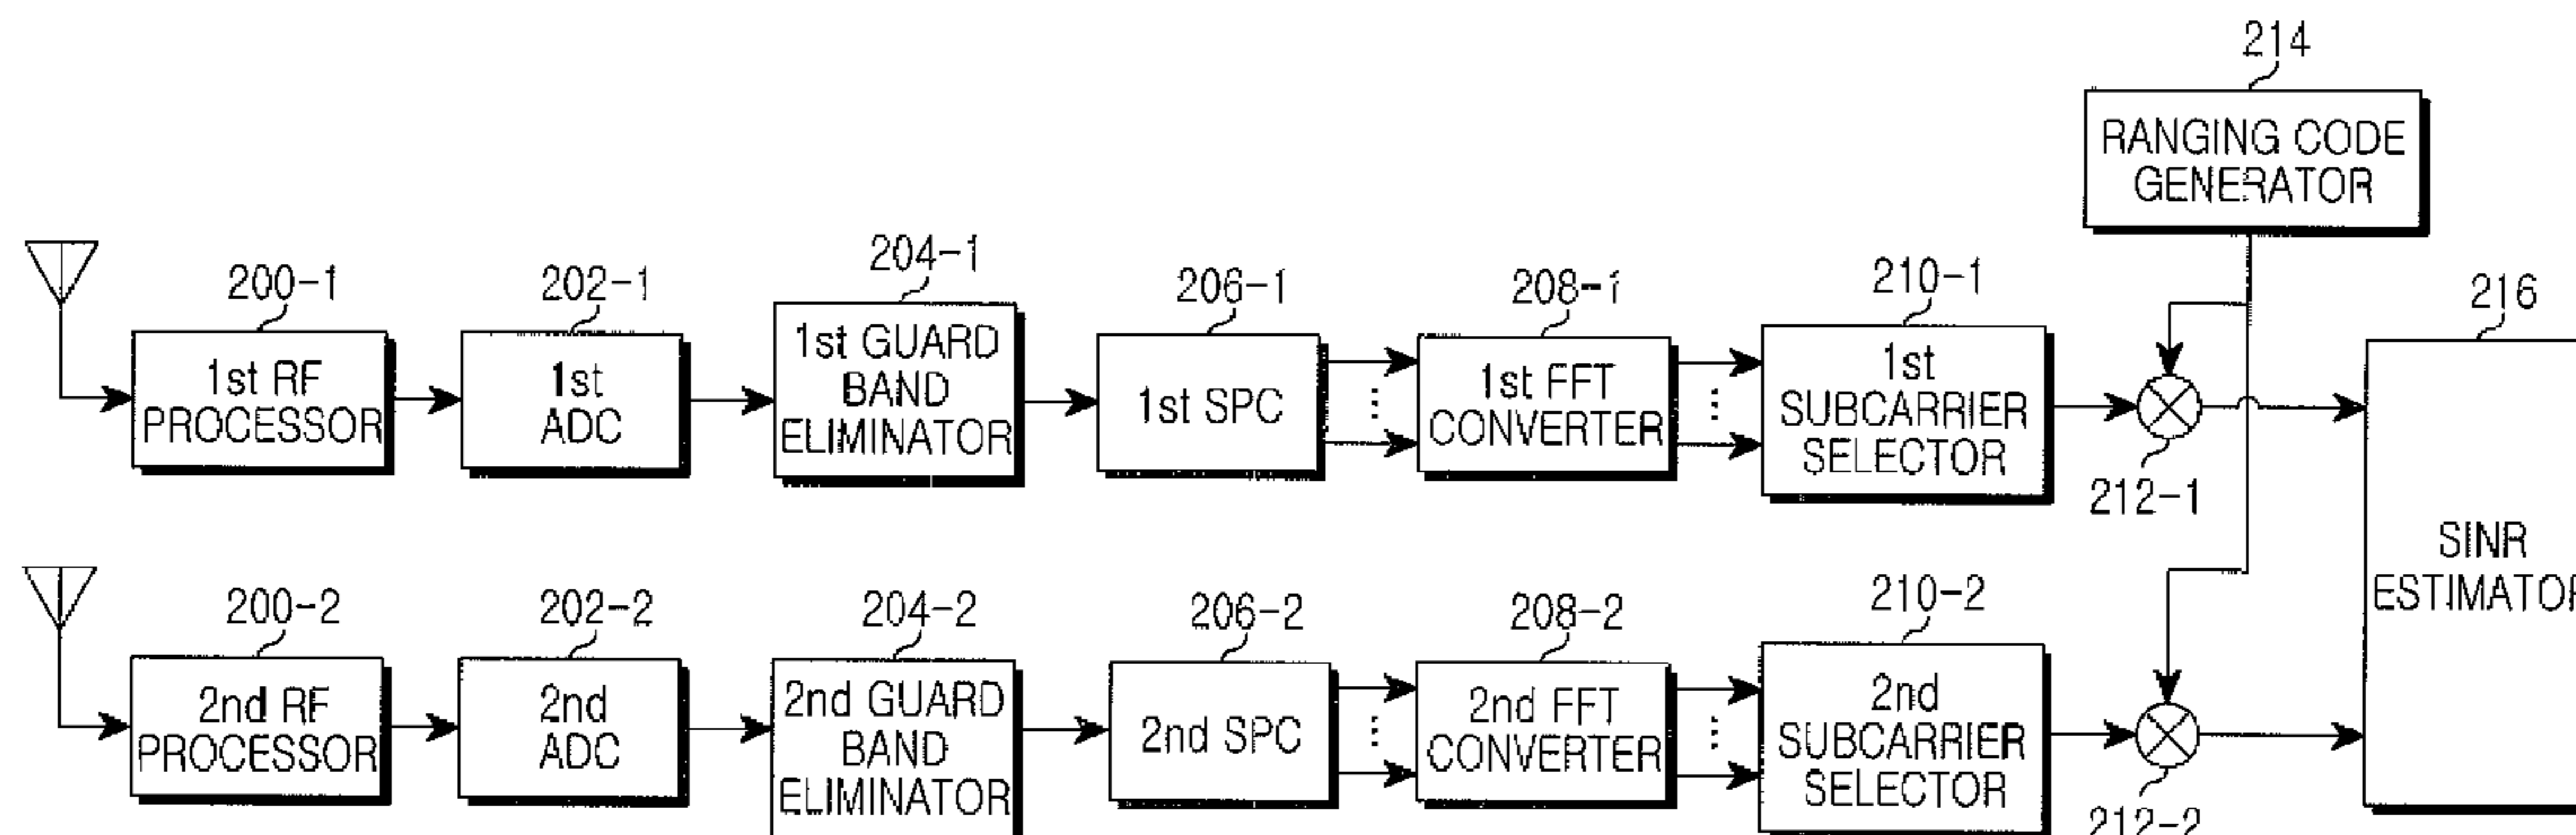 214
RANGING CODE
GENERATOR
200-1
202-1
204-1
206-1
208-1
210-1
216
1st RF
PROCESSOR
1st
ADC
1st GUARD
BAND
ELIMINATOR
1st SPC
1st FFT
CONVERTER
1st
SUBCARRIER
SELECTOR
212-1
SINR
ESTIMATOR
200-2
202-2
204-2
206-2
208-2
210-2
2nd RF
PROCESSOR
2nd
ADC
2nd GUARD
BAND
ELIMINATOR
2nd SPC
2nd FFT
CONVERTER
2nd
SUBCARRIER
SELECTOR
212-2